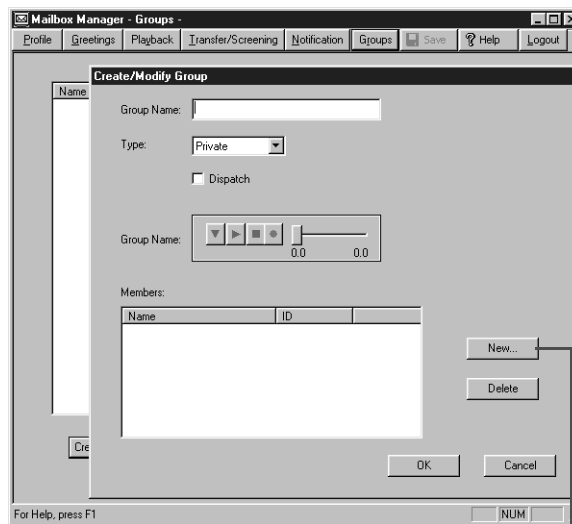 Mailbox Manager - Groups -
Profile Greetings Playback Transfer/Screening Notification Groups Save Help Logout
Create/Modify Group
Name
Group Name:
Type: Private
Dispatch
Group Name:
0.0 0.0
Members:
Name ID
New...
Delete
Cre
OK Cancel
For Help, press F1 NUM